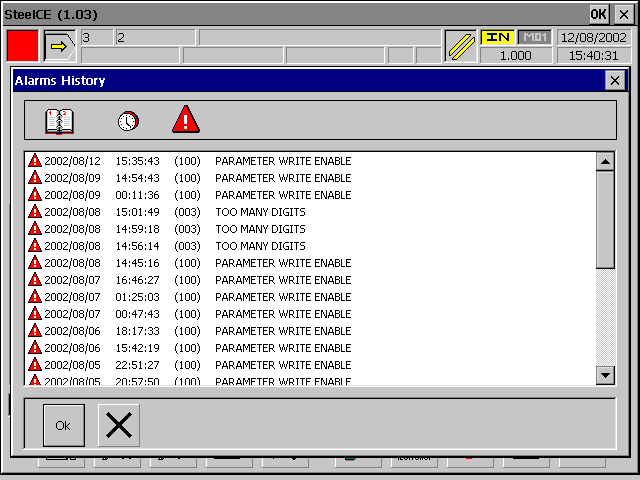 SteelCE (1.03) OK
3 2 IN M01 12/08/2002
1.000 15:40:31
Alarms History
1 2
2002/08/12 15:35:43 (100) PARAMETER WRITE ENABLE
2002/08/09 14:54:43 (100) PARAMETER WRITE ENABLE
2002/08/09 00:11:36 (100) PARAMETER WRITE ENABLE
2002/08/08 15:01:49 (003) TOO MANY DIGITS
2002/08/08 14:59:18 (003) TOO MANY DIGITS
2002/08/08 14:56:14 (003) TOO MANY DIGITS
2002/08/08 14:45:16 (100) PARAMETER WRITE ENABLE
2002/08/07 16:46:27 (100) PARAMETER WRITE ENABLE
2002/08/07 01:25:03 (100) PARAMETER WRITE ENABLE
2002/08/07 00:47:43 (100) PARAMETER WRITE ENABLE
2002/08/06 18:17:33 (100) PARAMETER WRITE ENABLE
2002/08/06 15:42:19 (100) PARAMETER WRITE ENABLE
2002/08/05 22:51:27 (100) PARAMETER WRITE ENABLE
2002/08/05 20:57:50 (100) PARAMETER WRITE ENABLE
Ok